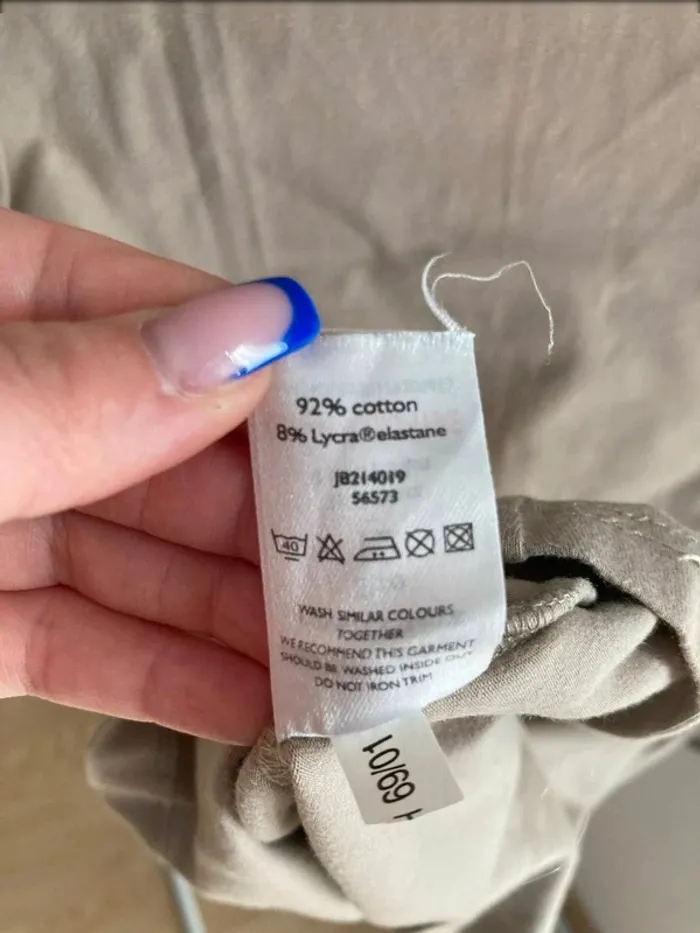 92% cotton
8% Lycra®elastane
JB214019
56573
40
WASH SIMILAR COLOURS
TOGETHER
WE RECOMMEND THIS GARMENT
SHOULD BE WASHED INSIDE OUT
DO NOT IRON TRIM
69/01